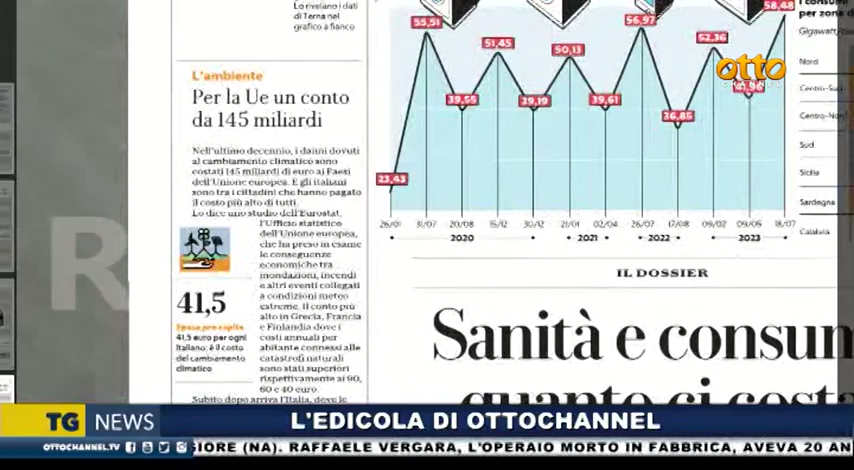 Lo rivelano i dati
di Terna nel
grafico a fianco
L'ambiente
Per la Ue un conto
da 145 miliardi
Nell'ultimo decennio, i danni dovuti
al cambiamento climatico sono
costati 145 miliardi di euro ai Paesi
dell'Unione europea. E gli italiani
sono tra i cittadini che hanno pagato
il costo più alto di tutti.
Lo dice uno studio dell'Eurostat,
l'Ufficio statistico
dell'Unione europea,
che ha preso in esame
le conseguenze
economiche tra
inondazioni, incendi
e altri eventi collegati
a condizioni meteo
estreme. Il conto più
alto in Grecia, Francia
e Finlandia dove i
costi annuali per
abitante connessi alle
catastrofi naturali
sono stati superiori
rispettivamente ai 90,
60 e 40 euro.
Subito dopo arriva l'Italia, dove le
41,5
Spesa pro capite
41,5 euro per ogni
italiano: è il costo
del cambiamento
climatico
23,43
55,51
39,55
51,45
39,19
50,13
39,61
56,97
36,85
52,36
41,96
58,48
26/01 31/07 20/08 15/12 30/12 21/01 02/04 26/07 17/08 09/02 09/05 18/07
2020 2021 2022 2023
I consumi
per zona d
Gigawatt/
Nord
Centro-Sud
Centro-Nord
Sud
Sicilia
Sardegna
Calabria
otto
CHANNEL
IL DOSSIER
Sanità e consun
quanto ci costa
R
TG NEWS
L'EDICOLA DI OTTOCHANNEL
OTTOCHANNEL.TV
GIORE (NA). RAFFAELE VERGARA, L'OPERAIO MORTO IN FABBRICA, AVEVA 20 AN